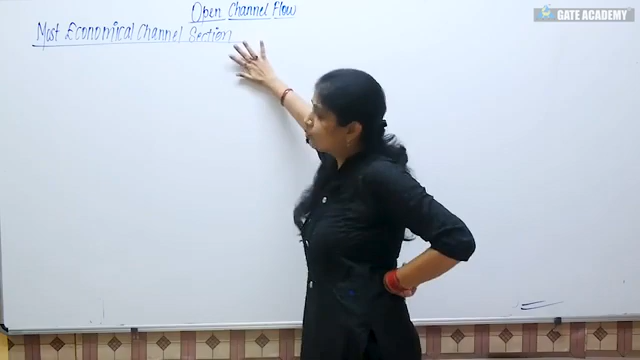 Open Channel Flow
GATE ACADEMY
Most Economical Channel Section